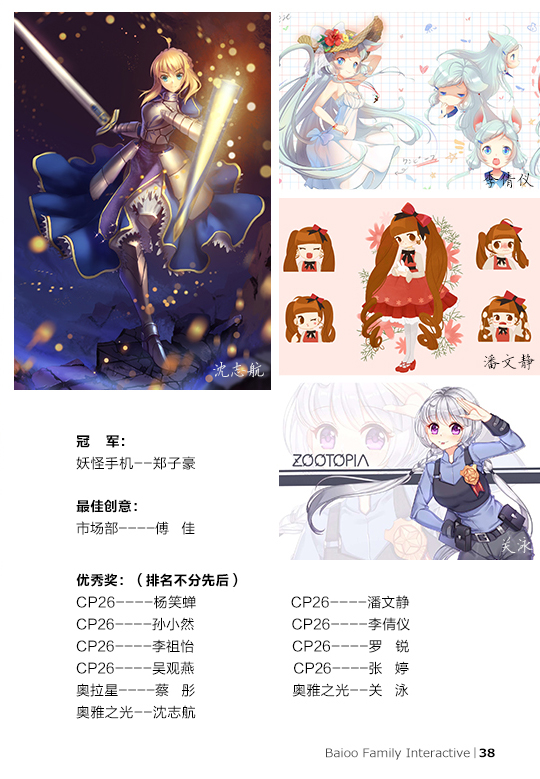 沈志航
李倩仪
潘文静
ZOOTOPIA
关泳
冠 军：
妖怪手机--郑子豪
最佳创意：
市场部----傅 佳
优秀奖：（排名不分先后）
CP26----杨笑蝉
CP26----潘文静
CP26----孙小然
CP26----李倩仪
CP26----李祖怡
CP26----罗 锐
CP26----吴观燕
CP26----张 婷
奥拉星----蔡 彤
奥雅之光--关 泳
奥雅之光--沈志航
Baioo Family Interactive | 38